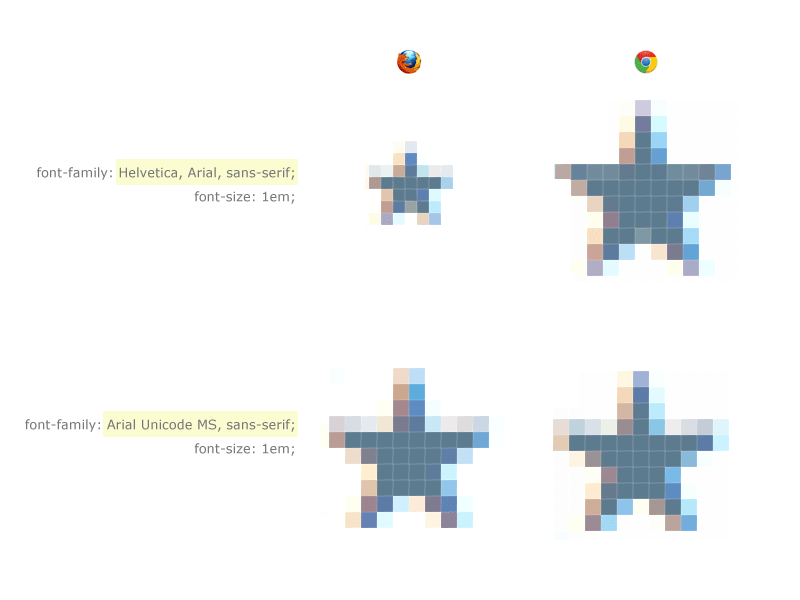 font-family: Helvetica, Arial, sans-serif;
font-size: 1em;
font-family: Arial Unicode MS, sans-serif;
font-size: 1em;